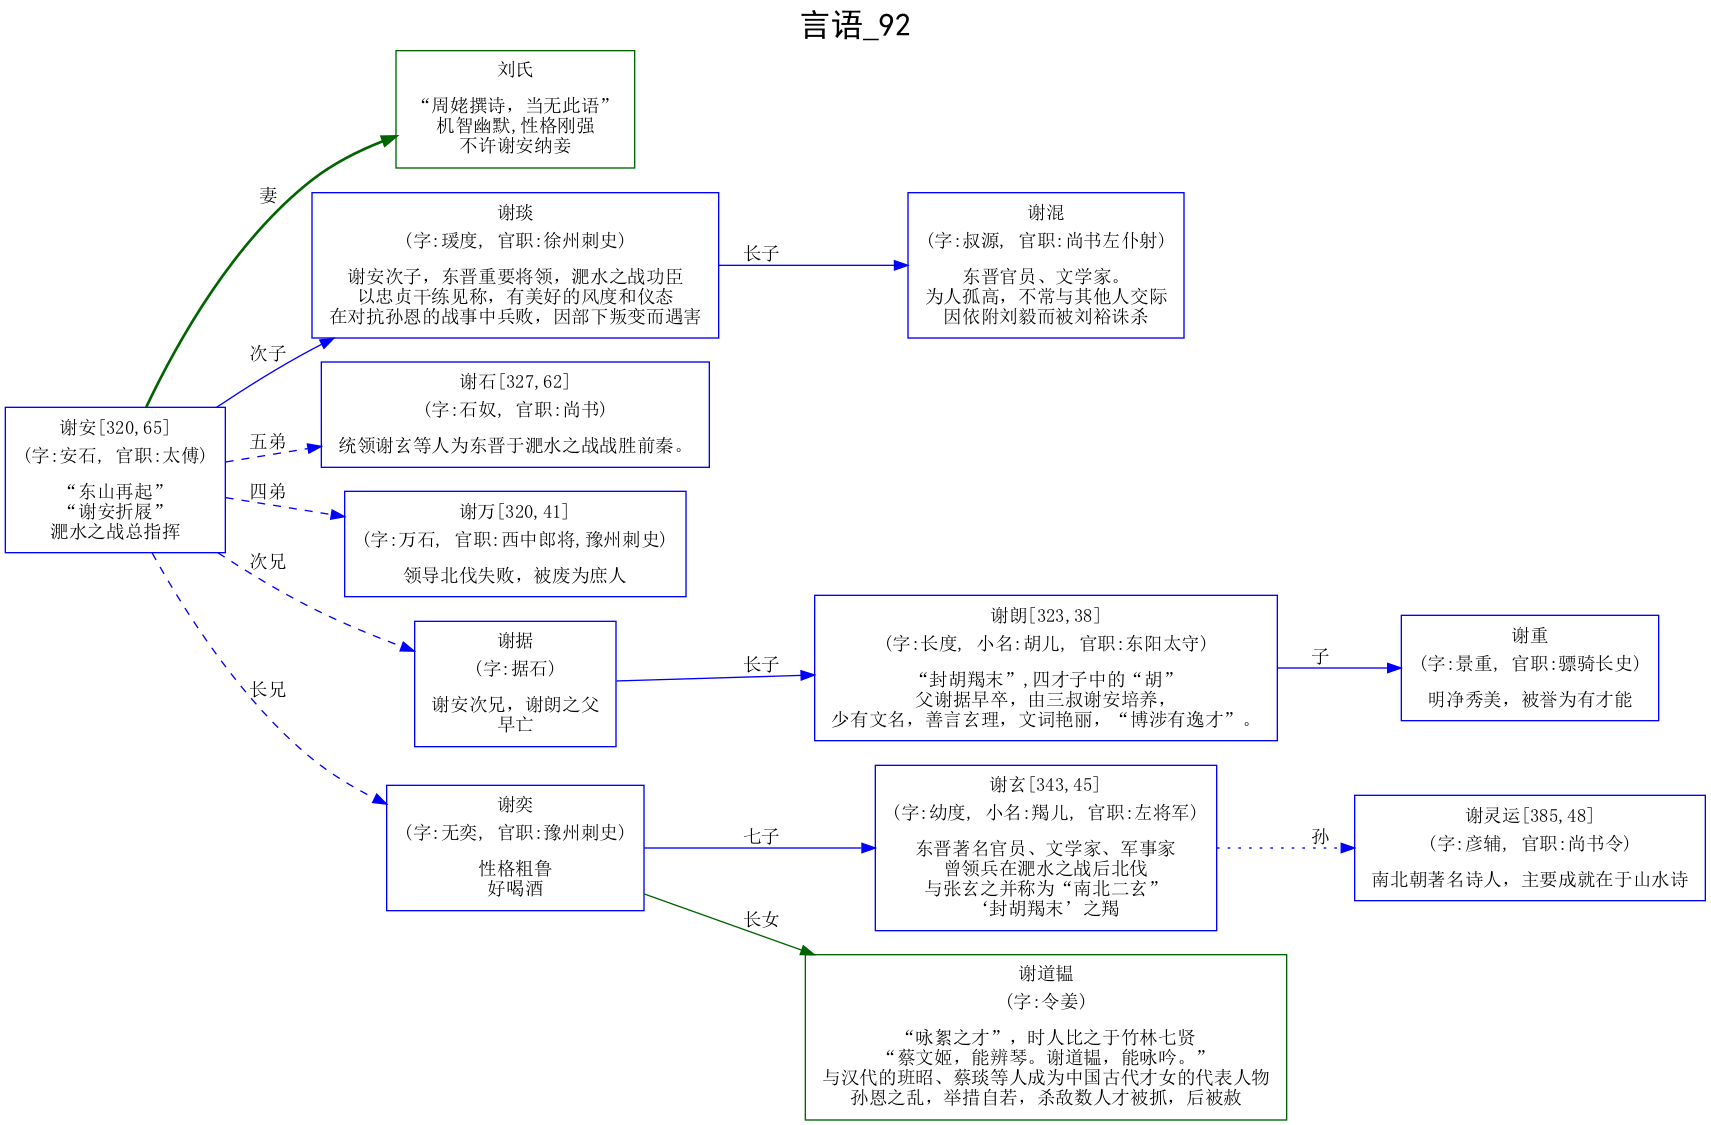 言语_92
刘氏
“周姥撰诗，当无此语”
机智幽默,性格刚强
不许谢安纳妾
妻
谢琰
(字:瑗度, 官职:徐州刺史)
谢安次子，东晋重要将领，淝水之战功臣
以忠贞干练见称，有美好的风度和仪态
在对抗孙恩的战事中兵败，因部下叛变而遇害
长子
谢混
(字:叔源, 官职:尚书左仆射)
东晋官员、文学家。
为人孤高，不常与其他人交际
因依附刘毅而被刘裕诛杀
次子
谢石[327,62]
(字:石奴, 官职:尚书)
统领谢玄等人为东晋于淝水之战战胜前秦。
谢安[320,65]
(字:安石, 官职:太傅)
“东山再起”
“谢安折屐”
淝水之战总指挥
五弟
四弟
谢万[320,41]
(字:万石, 官职:西中郎将,豫州刺史)
领导北伐失败，被废为庶人
次兄
谢据
(字:据石)
谢安次兄，谢朗之父
早亡
长子
谢朗[323,38]
(字:长度, 小名:胡儿, 官职:东阳太守)
“封胡羯末”,四才子中的“胡”
父谢据早卒，由三叔谢安培养，
少有文名，善言玄理，文词艳丽，“博涉有逸才”。
子
谢重
(字:景重, 官职:骠骑长史)
明净秀美，被誉为有才能
长兄
谢奕
(字:无奕, 官职:豫州刺史)
性格粗鲁
好喝酒
七子
谢玄[343,45]
(字:幼度, 小名:羯儿, 官职:左将军)
东晋著名官员、文学家、军事家
曾领兵在淝水之战后北伐
与张玄之并称为“南北二玄”
‘封胡羯末’之羯
孙
谢灵运[385,48]
(字:彦辅, 官职:尚书令)
南北朝著名诗人，主要成就在于山水诗
长女
谢道韫
(字:令姜)
“咏絮之才”，时人比之于竹林七贤
“蔡文姬，能辨琴。谢道韫，能咏吟。”
与汉代的班昭、蔡琰等人成为中国古代才女的代表人物
孙恩之乱，举措自若，杀敌数人才被抓，后被赦